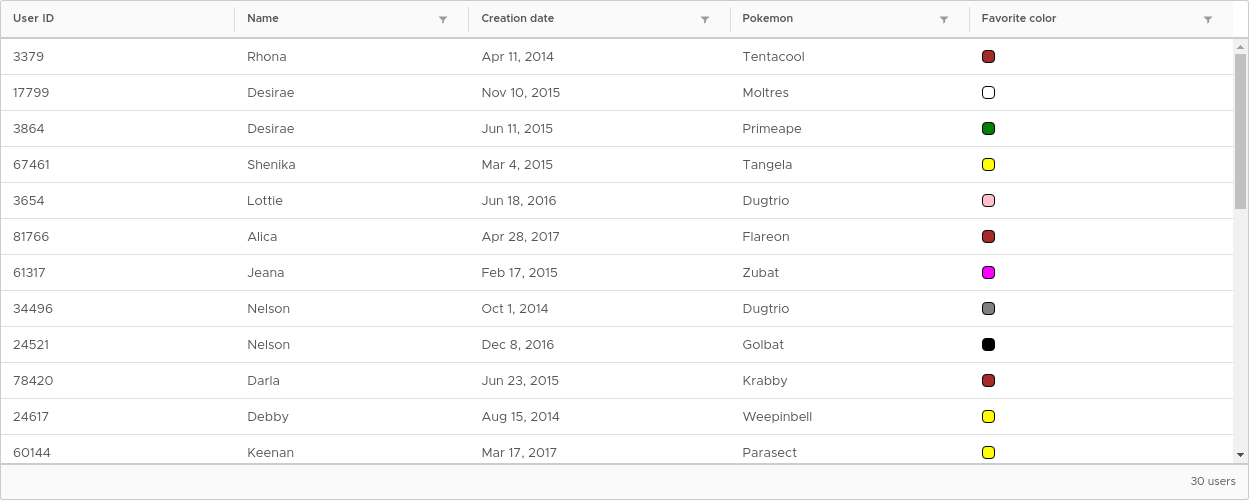 User ID Name Creation date Pokemon Favorite color
3379 Rhona Apr 11, 2014 Tentacool
17799 Desirae Nov 10, 2015 Moltres
3864 Desirae Jun 11, 2015 Primeape
67461 Shenika Mar 4, 2015 Tangela
3654 Lottie Jun 18, 2016 Dugtrio
81766 Alica Apr 28, 2017 Flareon
61317 Jeana Feb 17, 2015 Zubat
34496 Nelson Oct 1, 2014 Dugtrio
24521 Nelson Dec 8, 2016 Golbat
78420 Darla Jun 23, 2015 Krabby
24617 Debby Aug 15, 2014 Weepinbell
60144 Keenan Mar 17, 2017 Parasect
30 users